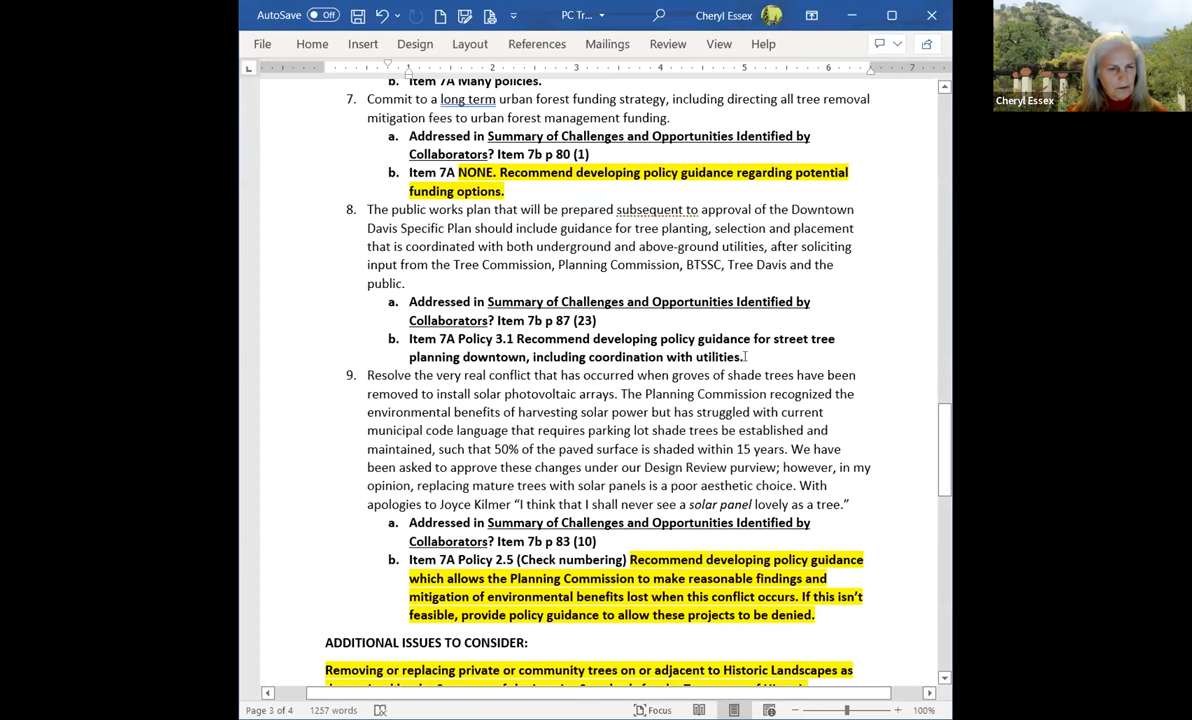 AutoSave Off
PC Tr...
Cheryl Essex
File Home Insert Design Layout References Mailings Review View Help
1 2 3 4 5 6 7
b. Item 7A Many policies.
7. Commit to a long term urban forest funding strategy, including directing all tree removal
mitigation fees to urban forest management funding.
a. Addressed in Summary of Challenges and Opportunities Identified by
Collaborators? Item 7b p 80 (1)
b. Item 7A NONE. Recommend developing policy guidance regarding potential
funding options.
8. The public works plan that will be prepared subsequent to approval of the Downtown
Davis Specific Plan should include guidance for tree planting, selection and placement
that is coordinated with both underground and above-ground utilities, after soliciting
input from the Tree Commission, Planning Commission, BTSSC, Tree Davis and the
public.
a. Addressed in Summary of Challenges and Opportunities Identified by
Collaborators? Item 7b p 87 (23)
b. Item 7A Policy 3.1 Recommend developing policy guidance for street tree
planning downtown, including coordination with utilities.
9. Resolve the very real conflict that has occurred when groves of shade trees have been
removed to install solar photovoltaic arrays. The Planning Commission recognized the
environmental benefits of harvesting solar power but has struggled with current
municipal code language that requires parking lot shade trees be established and
maintained, such that 50% of the paved surface is shaded within 15 years. We have
been asked to approve these changes under our Design Review purview; however, in my
opinion, replacing mature trees with solar panels is a poor aesthetic choice. With
apologies to Joyce Kilmer “I think that I shall never see a solar panel lovely as a tree.”
a. Addressed in Summary of Challenges and Opportunities Identified by
Collaborators? Item 7b p 83 (10)
b. Item 7A Policy 2.5 (Check numbering) Recommend developing policy guidance
which allows the Planning Commission to make reasonable findings and
mitigation of environmental benefits lost when this conflict occurs. If this isn’t
feasible, provide policy guidance to allow these projects to be denied.
ADDITIONAL ISSUES TO CONSIDER:
Removing or replacing private or community trees on or adjacent to Historic Landscapes as
Page 3 of 4 1257 words Focus 100%
Cheryl Essex